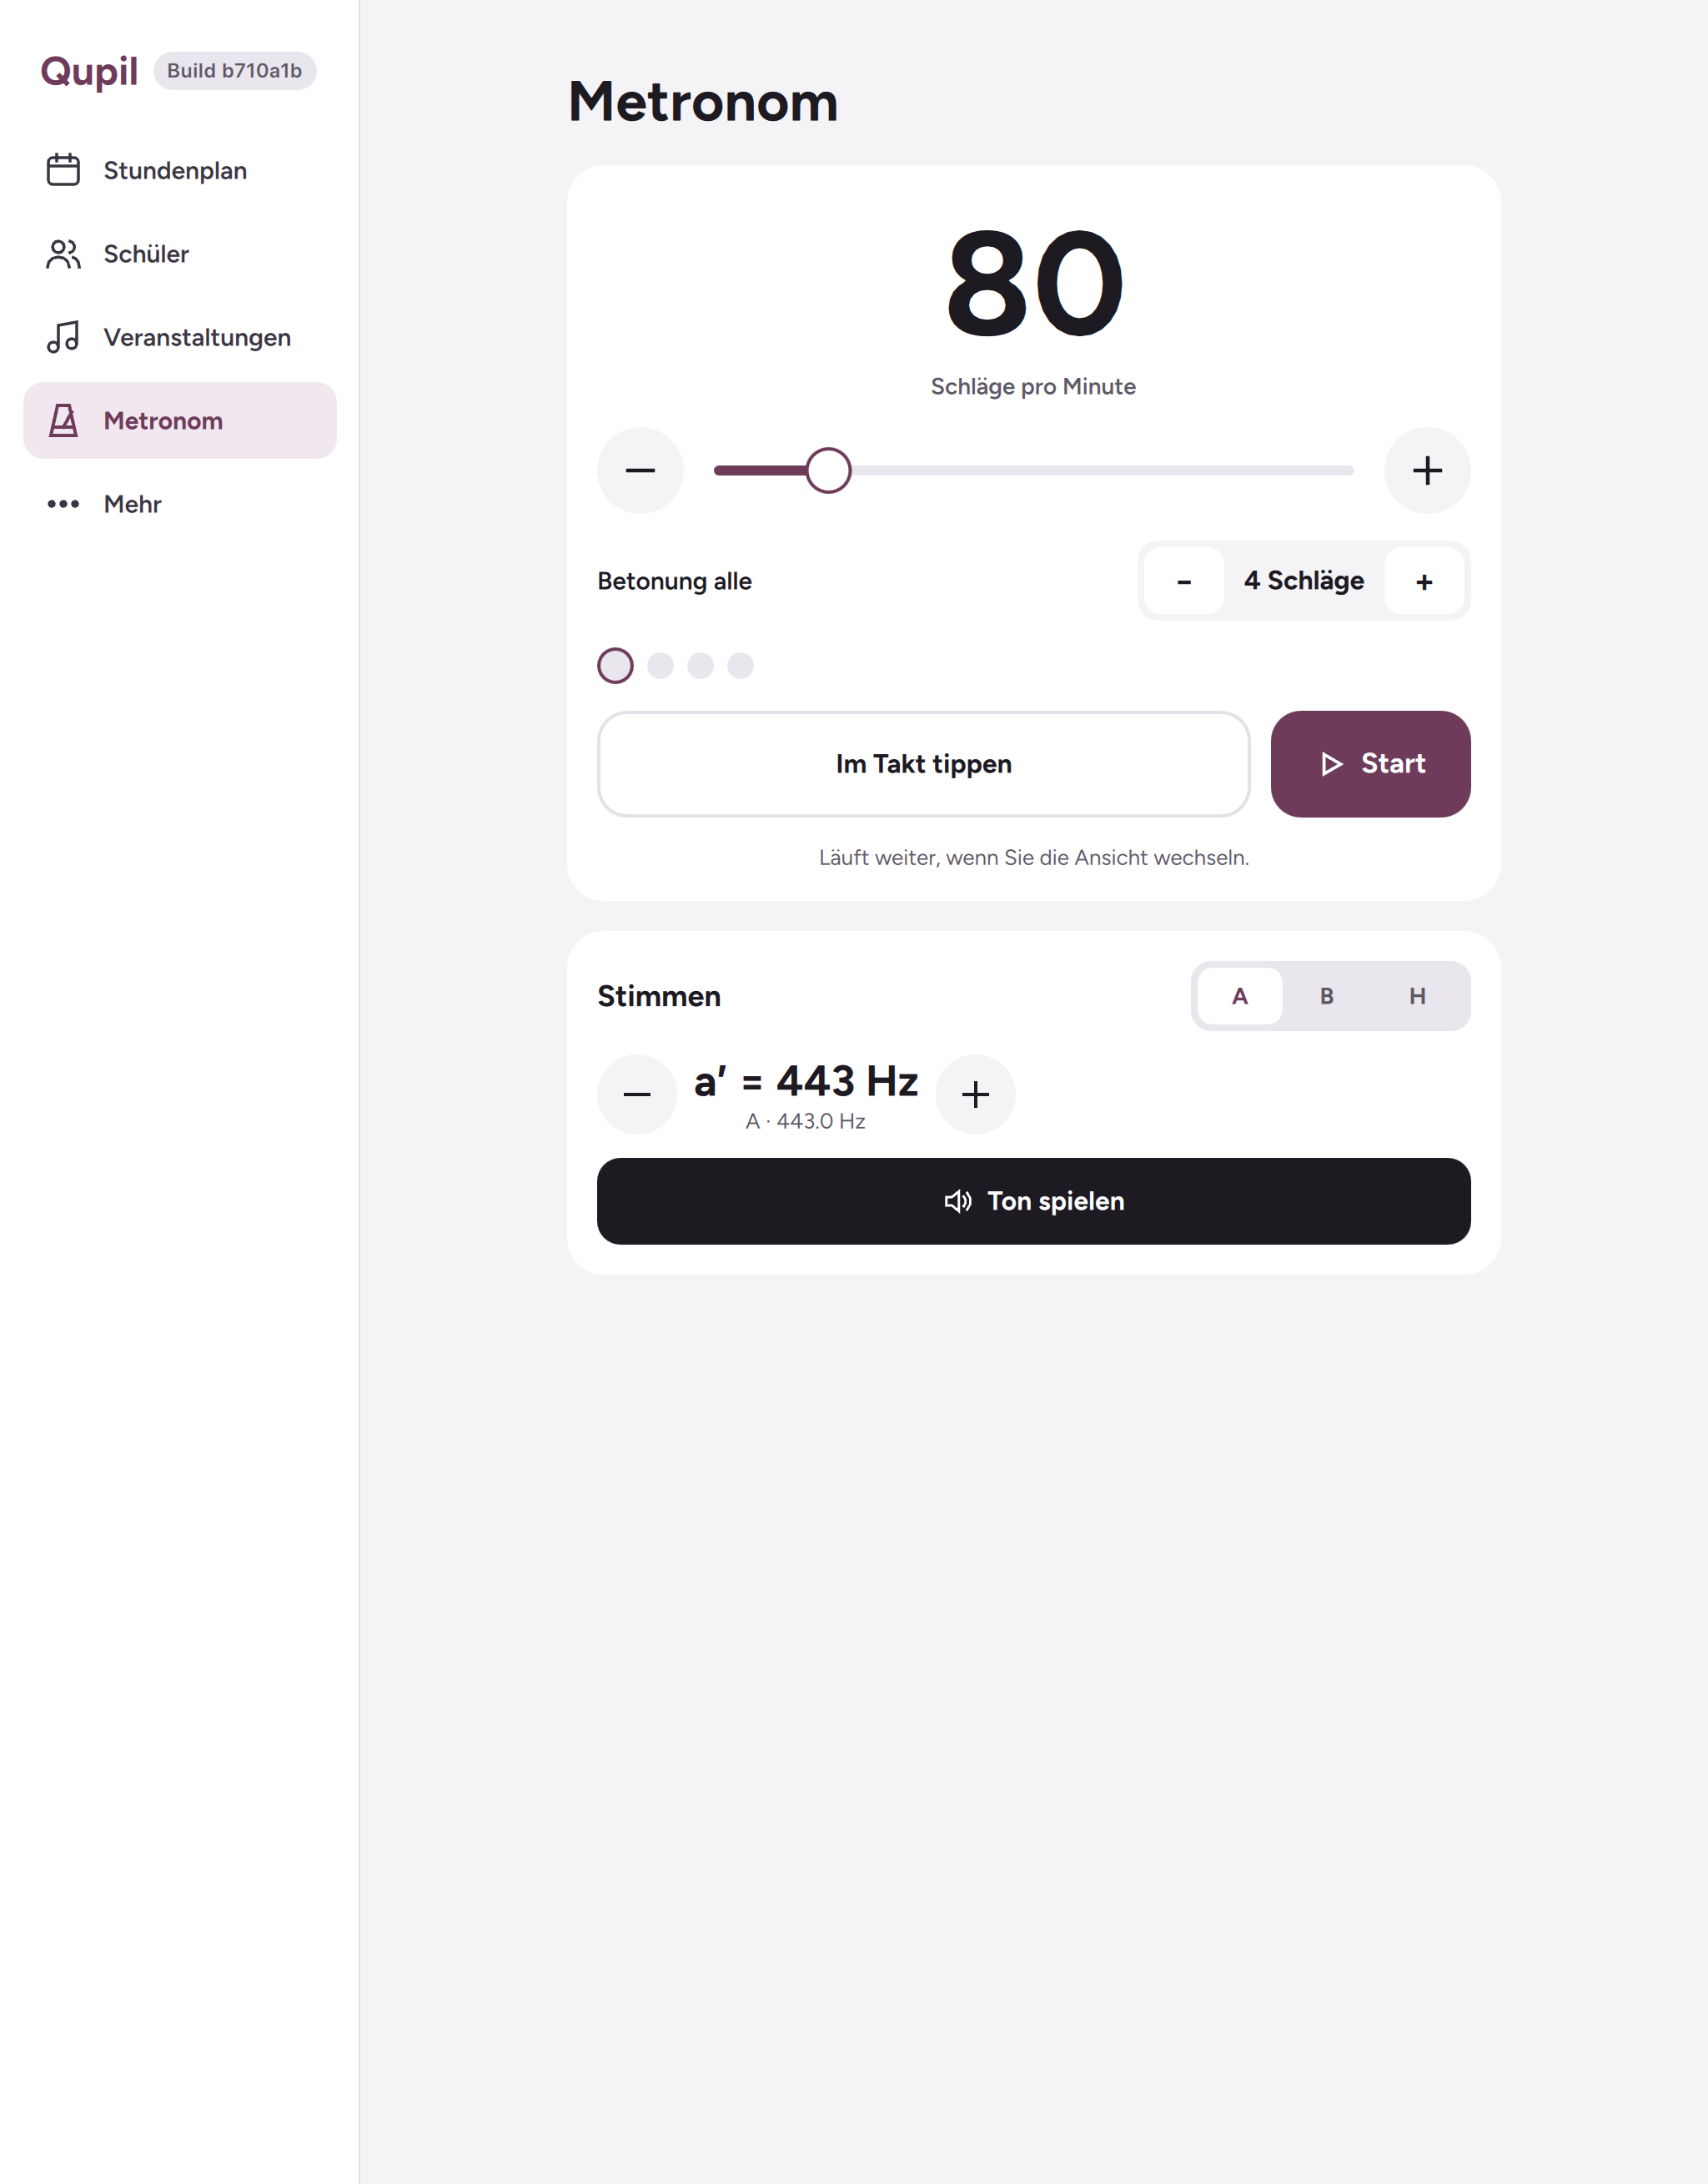 Qupil Build b710a1b
Stundenplan
Schüler
Veranstaltungen
Metronom
Mehr
Metronom
80
Schläge pro Minute
Betonung alle
– 4 Schläge +
Im Takt tippen
Start
Läuft weiter, wenn Sie die Ansicht wechseln.
Stimmen
A B H
a′ = 443 Hz
A · 443.0 Hz
Ton spielen